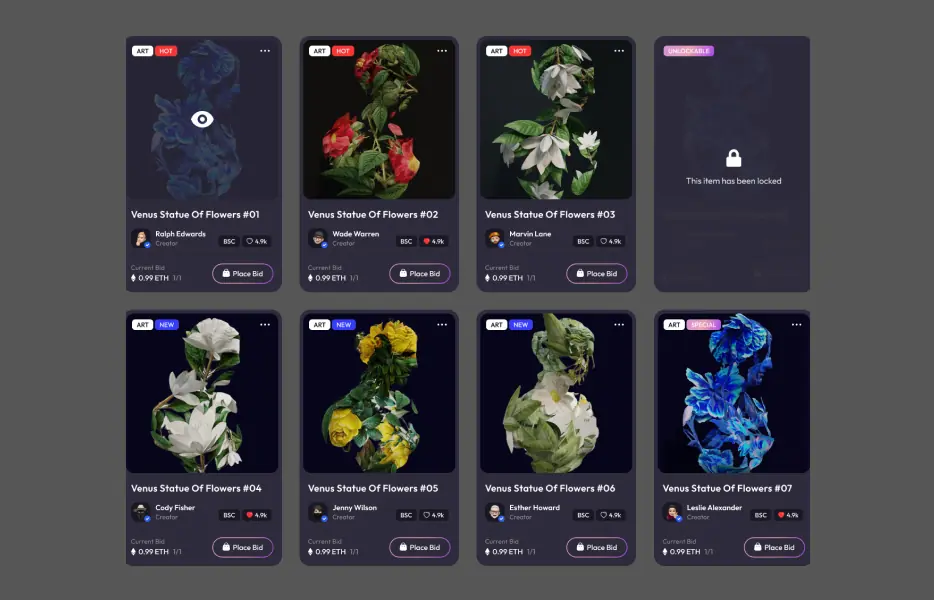 ART HOT
Venus Statue Of Flowers #01
Ralph Edwards
Creator
BSC 4.9k
Current Bid
0.99 ETH 1/1
Place Bid
ART HOT
Venus Statue Of Flowers #02
Wade Warren
Creator
BSC 4.9k
Current Bid
0.99 ETH 1/1
Place Bid
ART HOT
Venus Statue Of Flowers #03
Marvin Lane
Creator
BSC 4.9k
Current Bid
0.99 ETH 1/1
Place Bid
UNLOCKABLE
This item has been locked
ART NEW
Venus Statue Of Flowers #04
Cody Fisher
Creator
BSC 4.9k
Current Bid
0.99 ETH 1/1
Place Bid
ART NEW
Venus Statue Of Flowers #05
Jenny Wilson
Creator
BSC 4.9k
Current Bid
0.99 ETH 1/1
Place Bid
ART NEW
Venus Statue Of Flowers #06
Esther Howard
Creator
BSC 4.9k
Current Bid
0.99 ETH 1/1
Place Bid
ART SPECIAL
Venus Statue Of Flowers #07
Leslie Alexander
Creator
BSC 4.9k
Current Bid
0.99 ETH 1/1
Place Bid